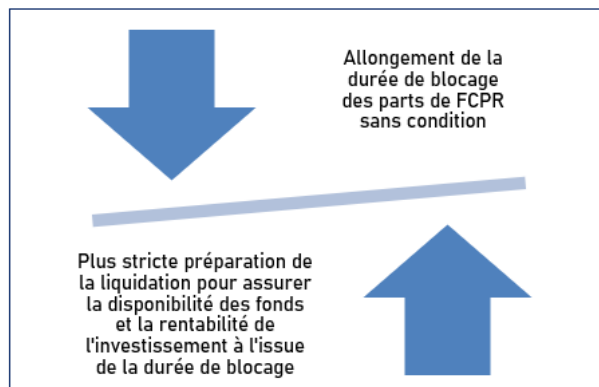 Allongement de la
durée de blocage
des parts de FCPR
sans condition
Plus stricte préparation de
la liquidation pour assurer
la disponibilité des fonds
et la rentabilité de
l'investissement à l'issue
de la durée de blocage